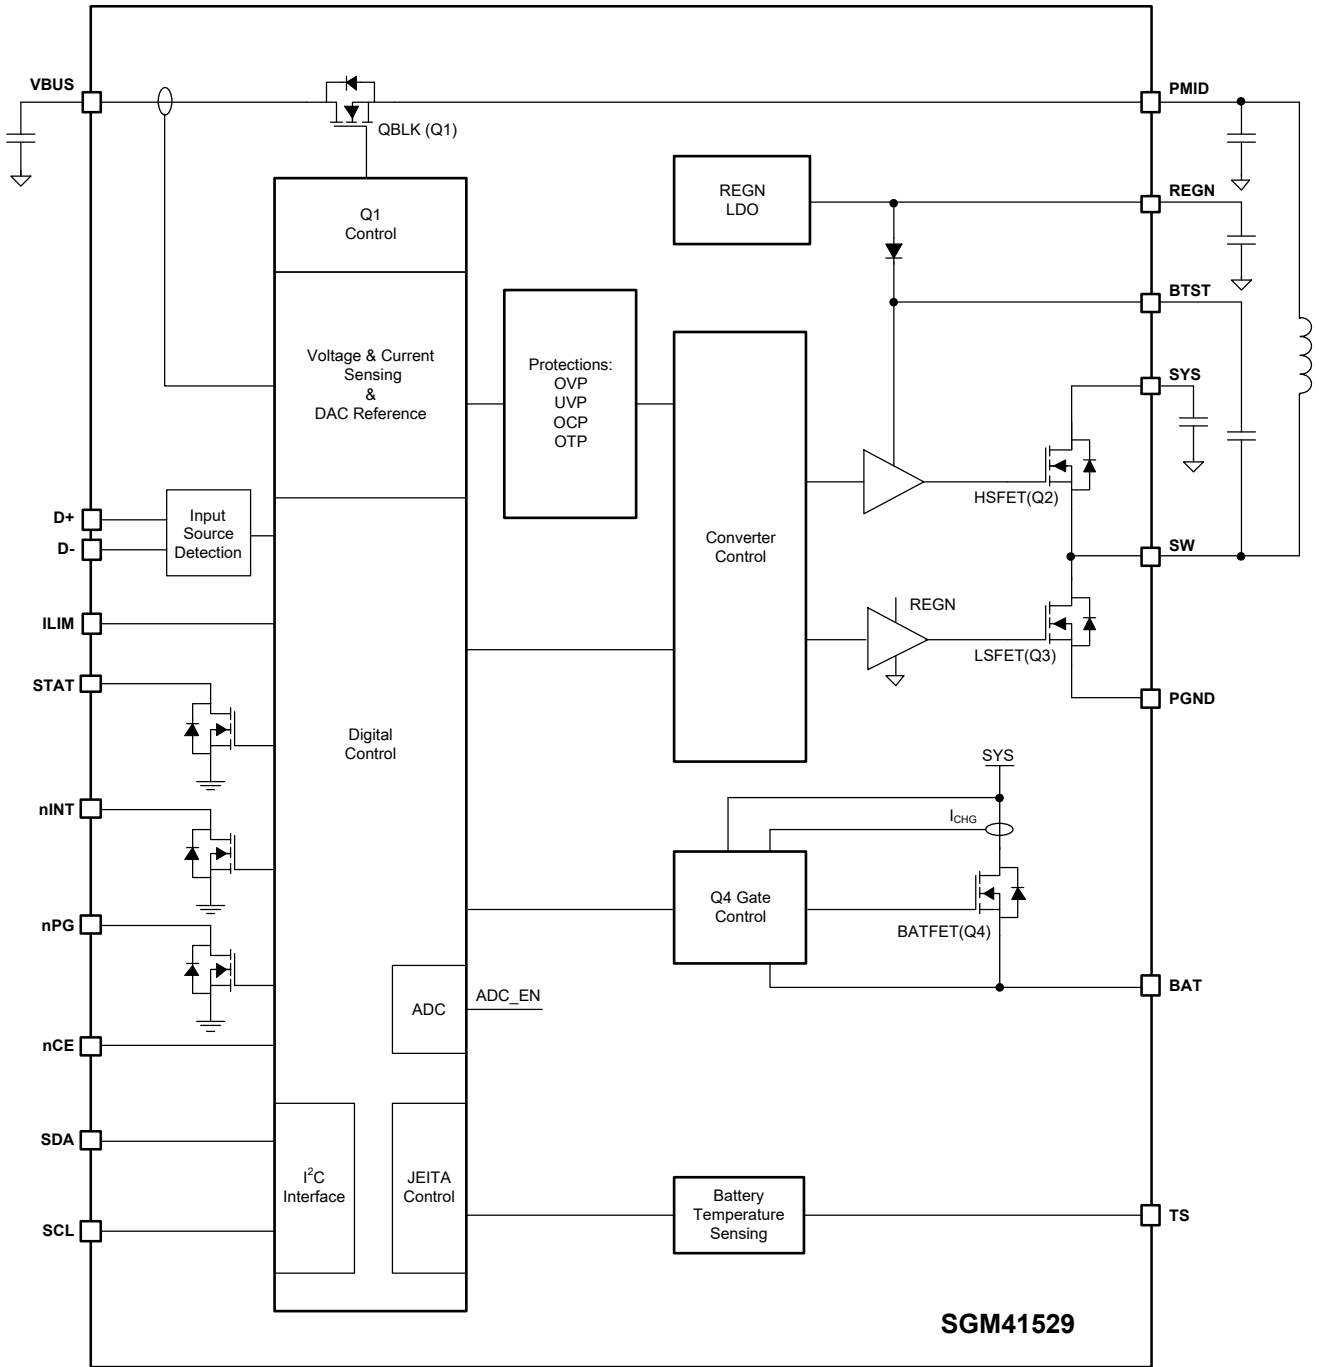 VBUS
PMID
QBLK (Q1)
REGN
LDO
REGN
Q1
Control
BTST
Voltage & Current
Sensing
&
DAC Reference
Protections:
OVP
UVP
OCP
OTP
SYS
HSFET(Q2)
D+
D-
Input
Source
Detection
Converter
Control
SW
ILIM
REGN
LSFET(Q3)
STAT
PGND
Digital
Control
SYS
nINT
ICHG
Q4 Gate
Control
BATFET(Q4)
nPG
BAT
ADC
ADC_EN
nCE
SDA
I²C
Interface
JEITA
Control
Battery
Temperature
Sensing
TS
SCL
SGM41529